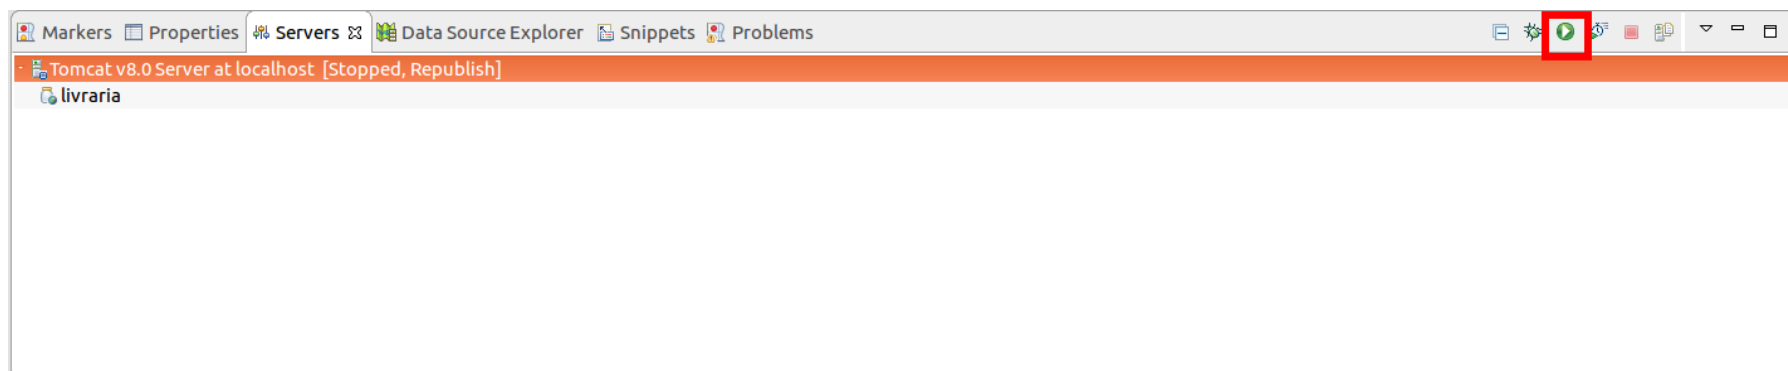 Markers Properties Servers Data Source Explorer Snippets Problems
Tomcat v8.0 Server at localhost [Stopped, Republish]
livraria